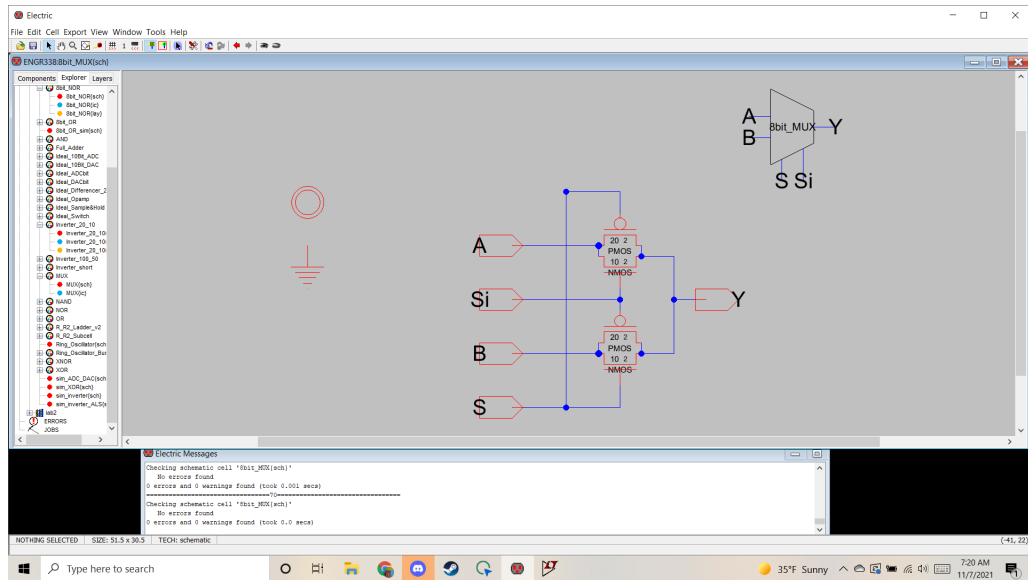 Electric
File Edit Cell Export View Window Tools Help
ENGR338:8bit_MUX{sch}
Components Explorer Layers
8bit_NOR
8bit_NOR{sch}
8bit_NOR{ic}
8bit_NOR{lay}
8bit_OR
8bit_OR_sim{sch}
AND
Full_Adder
Ideal_10Bit_ADC
Ideal_10Bit_DAC
Ideal_ADCbit
Ideal_DACbit
Ideal_Differencer_2
Ideal_Opamp
Ideal_Sample&Hold
Ideal_Switch
Inverter_20_10
Inverter_20_10
Inverter_20_10
Inverter_20_10
Inverter_100_50
Inverter_short
MUX
MUX{sch}
MUX{ic}
NAND
NOR
OR
R_R2_Ladder_v2
R_R2_Subcell
Ring_Oscillator{sch
Ring_Oscillator_Bus
XNOR
XOR
sim_ADC_DAC{sch
sim_XOR{sch}
sim_inverter{sch}
sim_inverter_ALS{s
lab2
ERRORS
JOBS
A
B
8bit_MUX
Y
S Si
A
20 2
PMOS
10 2
NMOS
Si
Y
B
20 2
PMOS
10 2
NMOS
S
Electric Messages
Checking schematic cell '8bit_MUX{sch}'
No errors found
0 errors and 0 warnings found (took 0.001 secs)
=================================70=================================
Checking schematic cell '8bit_MUX{sch}'
No errors found
0 errors and 0 warnings found (took 0.0 secs)
NOTHING SELECTED SIZE: 51.5 x 30.5 TECH: schematic (-41, 22)
Type here to search
35°F Sunny
7:20 AM
11/7/2021